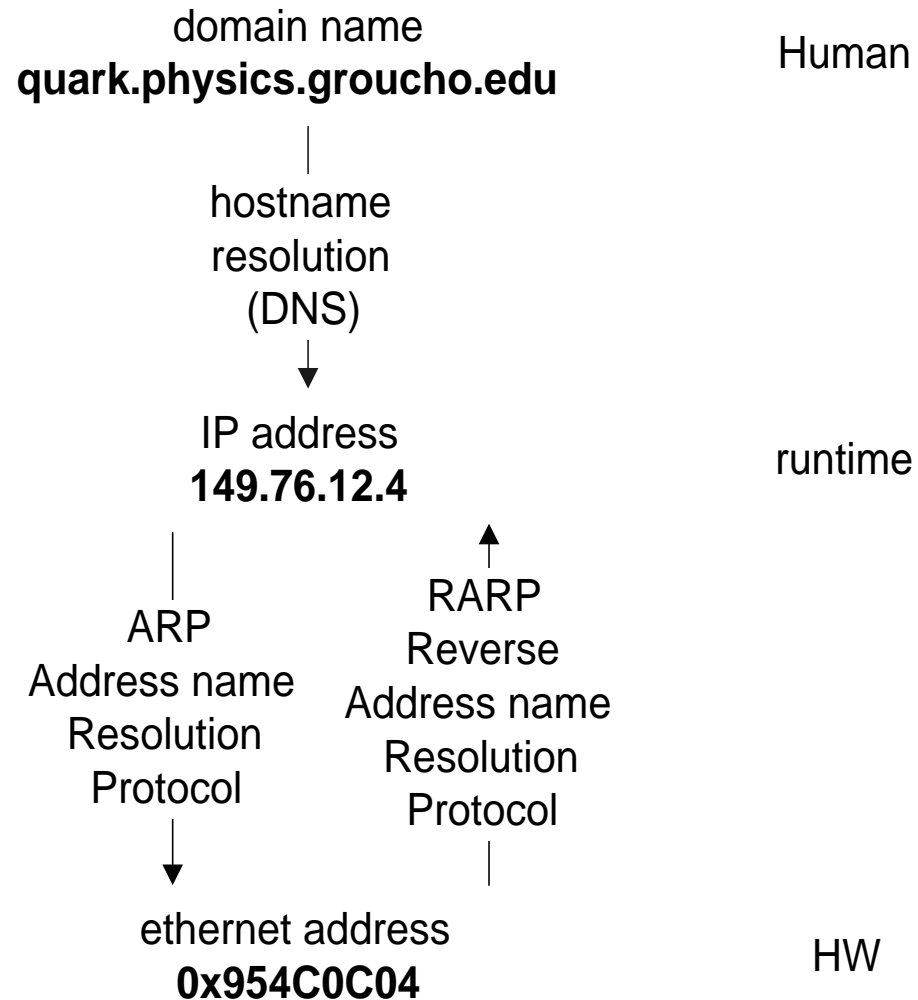 domain name
quark.physics.groucho.edu
Human
hostname
resolution
(DNS)
IP address
149.76.12.4
runtime
ARP
Address name
Resolution
Protocol
RARP
Reverse
Address name
Resolution
Protocol
ethernet address
0x954C0C04
HW